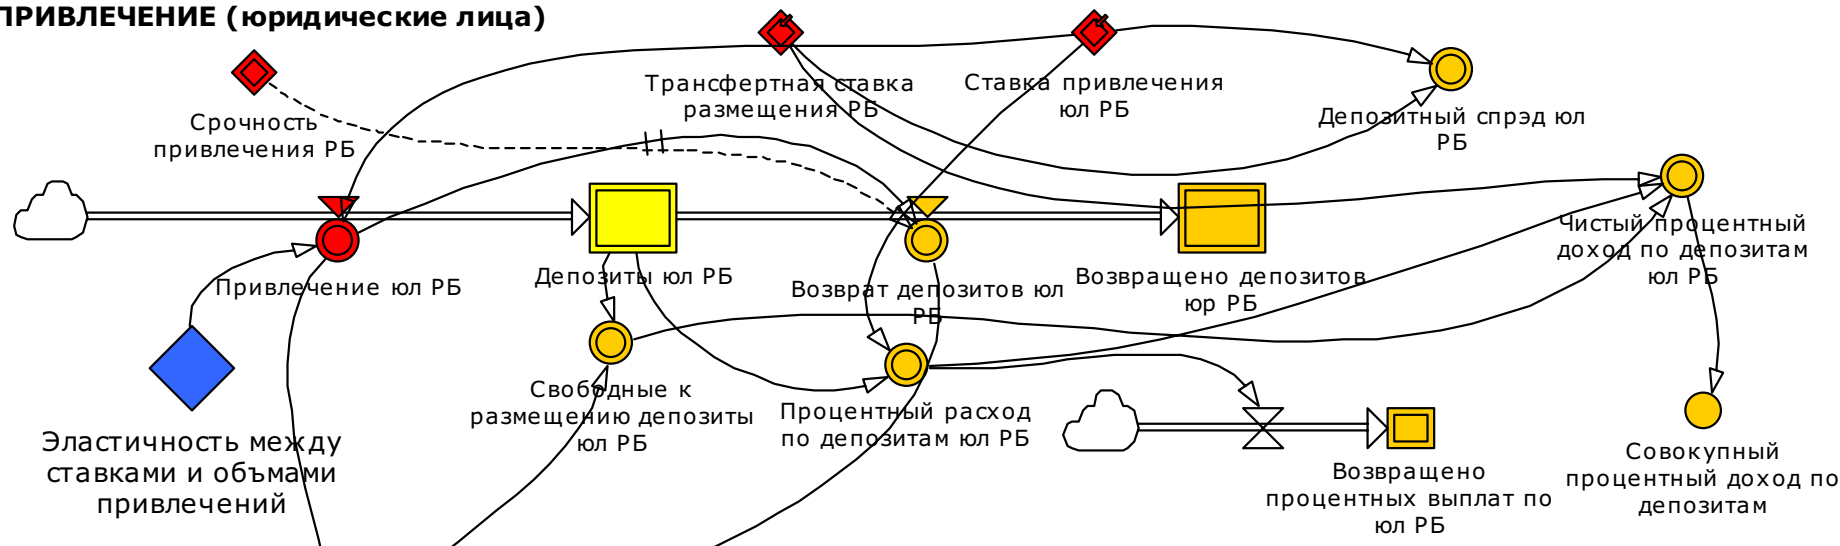 ПРИВЛЕЧЕНИЕ (юридические лица)
Срочность
привлечения РБ
Трансфертная ставка
размещения РБ
Ставка привлечения
юл РБ
Депозитный спрэд юл
РБ
Привлечение юл РБ
Депозиты юл РБ
Возврат депозитов юл
РБ
Возвращено депозитов
юр РБ
Чистый процентный
доход по депозитам
юл РБ
Эластичность между
ставками и объмами
привлечений
Свободные к
размещению депозиты
юл РБ
Процентный расход
по депозитам юл РБ
Возвращено
процентных выплат по
юл РБ
Совокупный
процентный доход по
депозитам